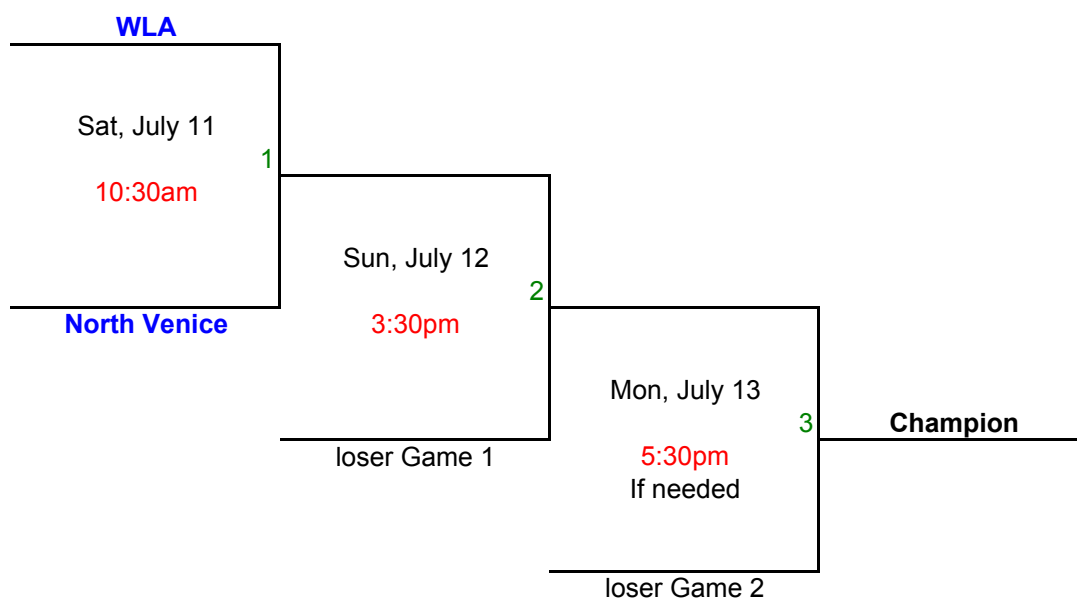 WLA
Sat, July 11
1
10:30am
North Venice
Sun, July 12
2
3:30pm
loser Game 1
Mon, July 13
3
Champion
5:30pm
If needed
loser Game 2